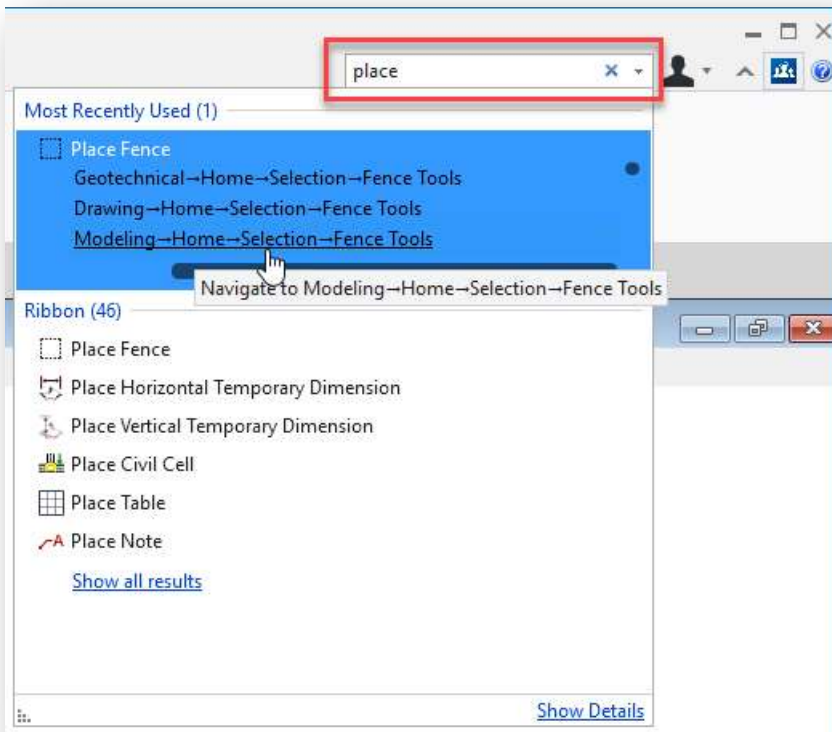 place
Most Recently Used (1)
Place Fence
Geotechnical→Home→Selection→Fence Tools
Drawing→Home→Selection→Fence Tools
Modeling→Home→Selection→Fence Tools
Navigate to Modeling→Home→Selection→Fence Tools
Ribbon (46)
Place Fence
Place Horizontal Temporary Dimension
Place Vertical Temporary Dimension
Place Civil Cell
Place Table
Place Note
Show all results
Show Details